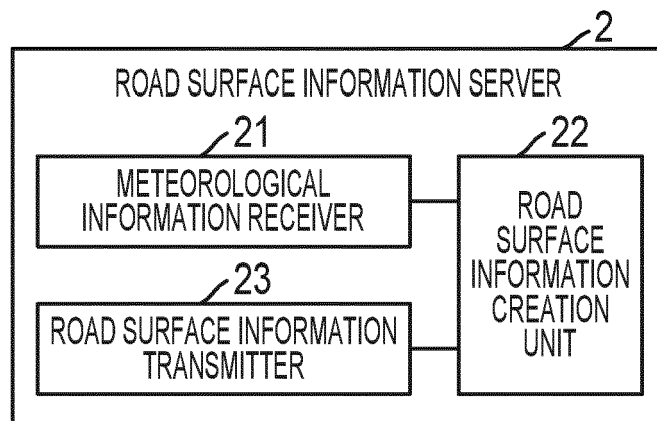 2
ROAD SURFACE INFORMATION SERVER
21
METEOROLOGICAL
INFORMATION RECEIVER
22
ROAD
SURFACE
INFORMATION
CREATION
UNIT
23
ROAD SURFACE INFORMATION
TRANSMITTER